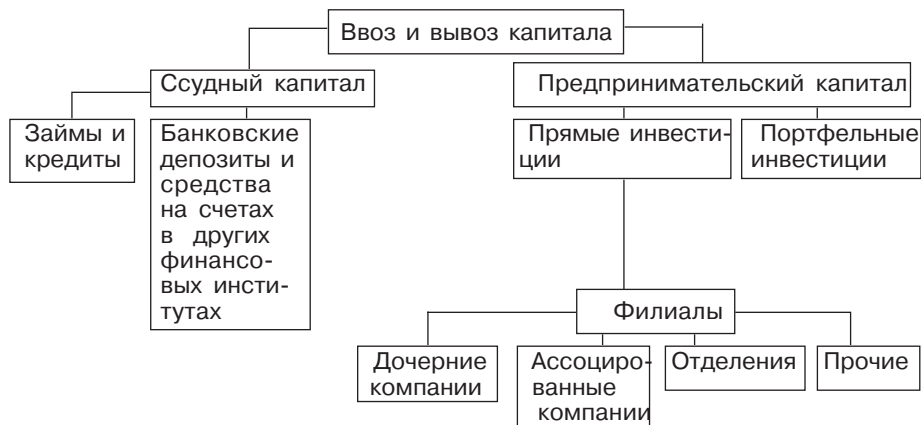 Ввоз и вывоз капитала
Ссудный капитал
Предпринимательский капитал
Займы и
кредиты
Банковские
депозиты и
средства
на счетах
в других
финансо-
вых инсти-
тутах
Прямые инвести-
ции
Портфельные
инвестиции
Филиалы
Дочерние
компании
Ассоциро-
ванные
компании
Отделения
Прочие